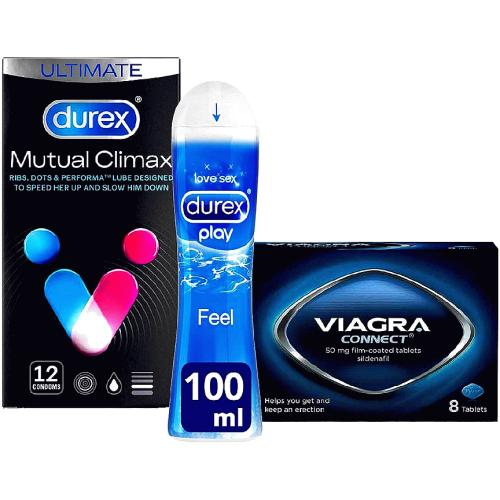 ULTIMATE
durex®
Mutual Climax
RIBS, DOTS & PERFORMA™ LUBE DESIGNED
TO SPEED HER UP AND SLOW HIM DOWN
12
CONDOMS
love sex
durex
play
Feel
100
ml
VIAGRA
CONNECT®
50 mg film-coated tablets
sildenafil
Helps you get and
keep an erection
Pfizer
8 Tablets